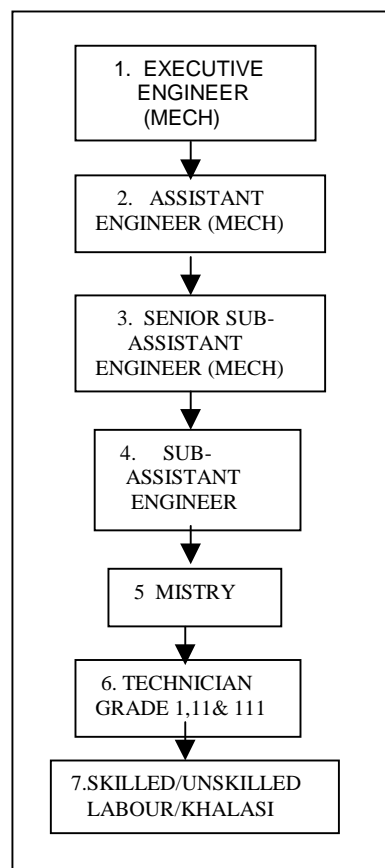 1. EXECUTIVE
ENGINEER
(MECH)
2. ASSISTANT
ENGINEER (MECH)
3. SENIOR SUB-
ASSISTANT
ENGINEER (MECH)
4. SUB-
ASSISTANT
ENGINEER
5 MISTRY
6. TECHNICIAN
GRADE 1,11& 111
7.SKILLED/UNSKILLED
LABOUR/KHALASI